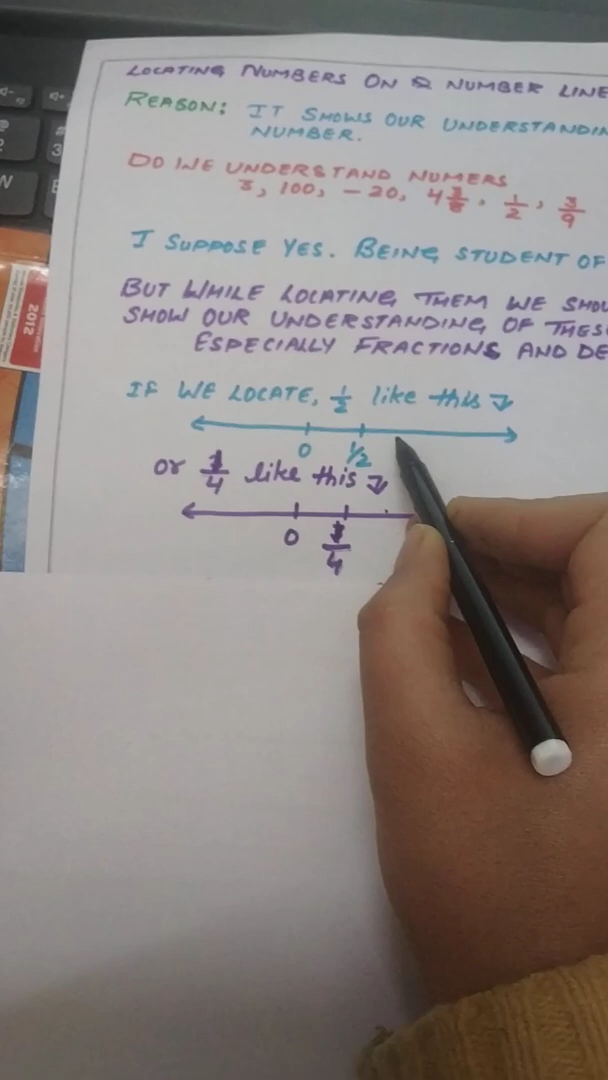 LOCATING NUMBERS ON A NUMBER LINE
REASON: IT SHOWS OUR UNDERSTANDIN
NUMBER.
DO WE UNDERSTAND NUMERS
3, 100, -20, 4 3/8, 1/2, 3/9
I SUPPOSE YES. BEING STUDENT OF
BUT WHILE LOCATING THEM WE SHOU
SHOW OUR UNDERSTANDING OF THESE
ESPECIALLY FRACTIONS AND DE
IF WE LOCATE, 1/2 like this
0 1/2
or 1/4 like this
0 1/4
2012